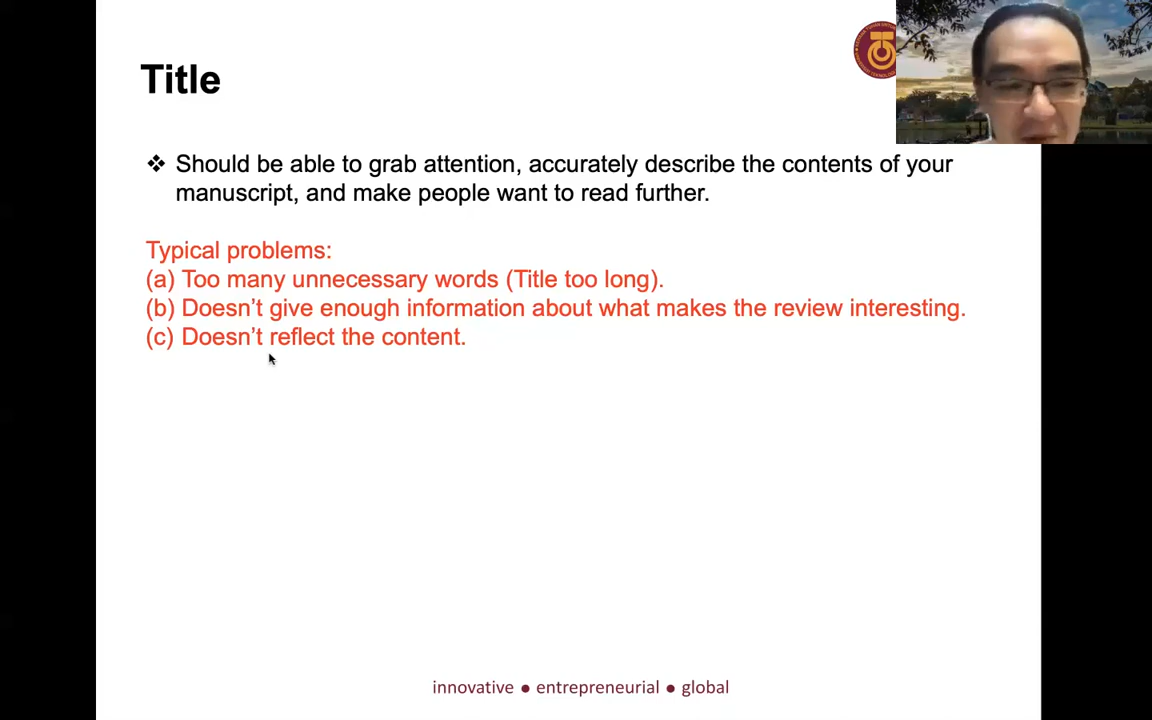 Title
❖ Should be able to grab attention, accurately describe the contents of your
manuscript, and make people want to read further.
Typical problems:
(a) Too many unnecessary words (Title too long).
(b) Doesn’t give enough information about what makes the review interesting.
(c) Doesn’t reflect the content.
innovative ● entrepreneurial ● global